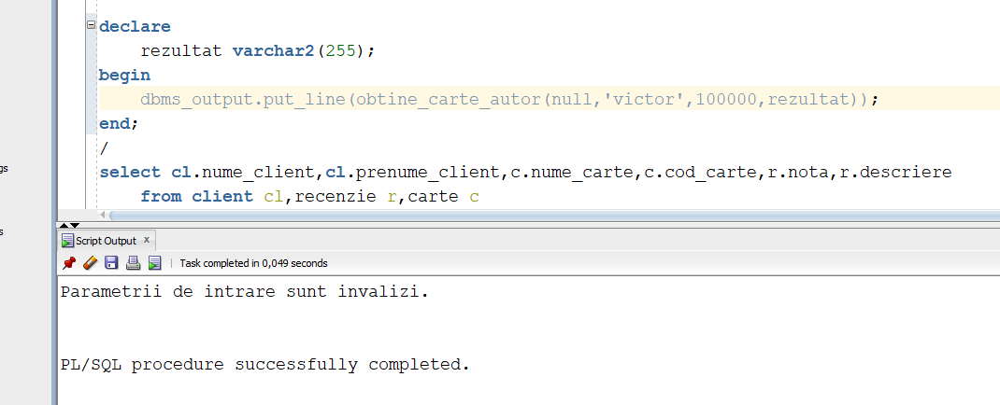 declare
rezultat varchar2(255);
begin
dbms_output.put_line(obtine_carte_autor(null,'victor',100000,rezultat));
end;
/
select cl.nume_client,cl.prenume_client,c.nume_carte,c.cod_carte,r.nota,r.descriere
from client cl,recenzie r,carte c
gs
s
Script Output x
Task completed in 0,049 seconds
Parametrii de intrare sunt invalizi.
PL/SQL procedure successfully completed.